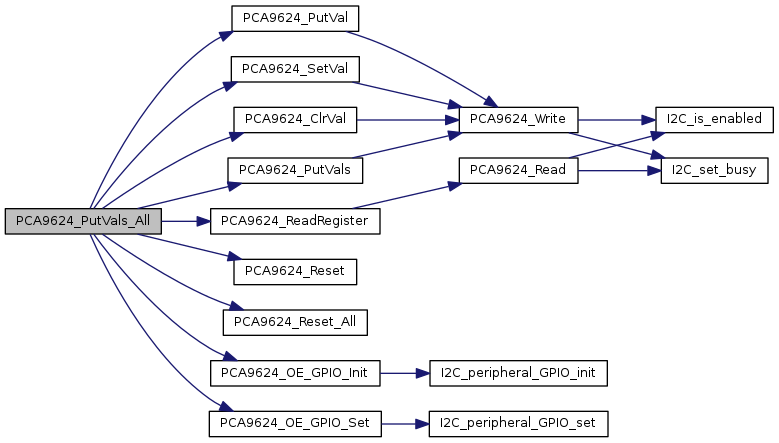 PCA9624_PutVal
PCA9624_SetVal
PCA9624_ClrVal
PCA9624_Write
I2C_is_enabled
PCA9624_PutVals
PCA9624_Read
I2C_set_busy
PCA9624_PutVals_All
PCA9624_ReadRegister
PCA9624_Reset
PCA9624_Reset_All
PCA9624_OE_GPIO_Init
I2C_peripheral_GPIO_init
PCA9624_OE_GPIO_Set
I2C_peripheral_GPIO_set